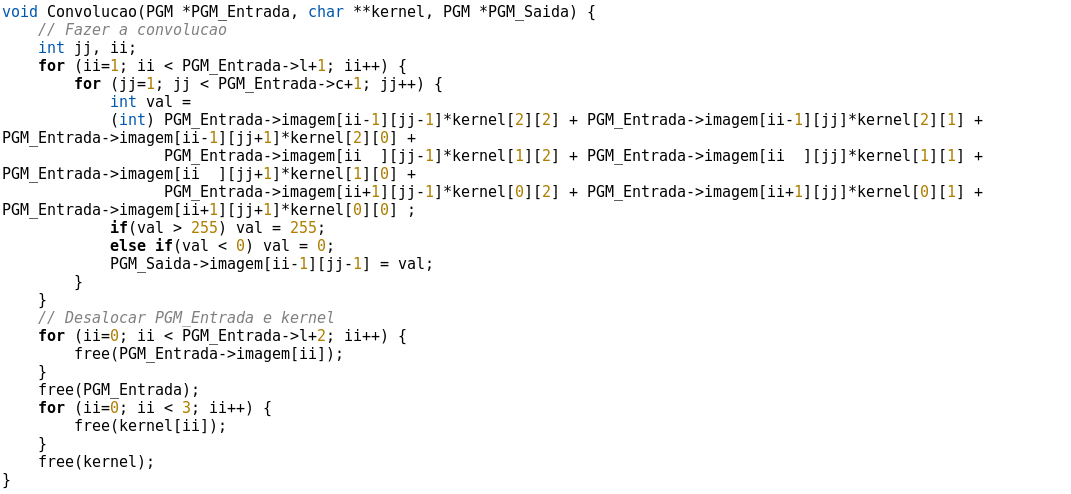 void Convolucao(PGM *PGM_Entrada, char **kernel, PGM *PGM_Saida) {
    // Fazer a convolucao
    int jj, ii;
    for (ii=1; ii < PGM_Entrada->l+1; ii++) {
        for (jj=1; jj < PGM_Entrada->c+1; jj++) {
            int val =
            (int) PGM_Entrada->imagem[ii-1][jj-1]*kernel[2][2] + PGM_Entrada->imagem[ii-1][jj]*kernel[2][1] +
PGM_Entrada->imagem[ii-1][jj+1]*kernel[2][0] +
                  PGM_Entrada->imagem[ii  ][jj-1]*kernel[1][2] + PGM_Entrada->imagem[ii  ][jj]*kernel[1][1] +
PGM_Entrada->imagem[ii  ][jj+1]*kernel[1][0] +
                  PGM_Entrada->imagem[ii+1][jj-1]*kernel[0][2] + PGM_Entrada->imagem[ii+1][jj]*kernel[0][1] +
PGM_Entrada->imagem[ii+1][jj+1]*kernel[0][0] ;
            if(val > 255) val = 255;
            else if(val < 0) val = 0;
            PGM_Saida->imagem[ii-1][jj-1] = val;
        }
    }
    // Desalocar PGM_Entrada e kernel
    for (ii=0; ii < PGM_Entrada->l+2; ii++) {
        free(PGM_Entrada->imagem[ii]);
    }
    free(PGM_Entrada);
    for (ii=0; ii < 3; ii++) {
        free(kernel[ii]);
    }
    free(kernel);
}